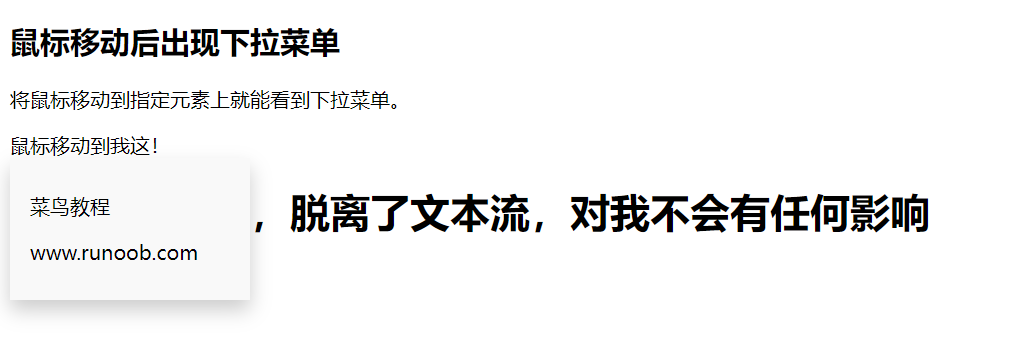 鼠标移动后出现下拉菜单
将鼠标移动到指定元素上就能看到下拉菜单。
鼠标移动到我这！
菜鸟教程
，脱离了文本流，对我不会有任何影响
www.runoob.com